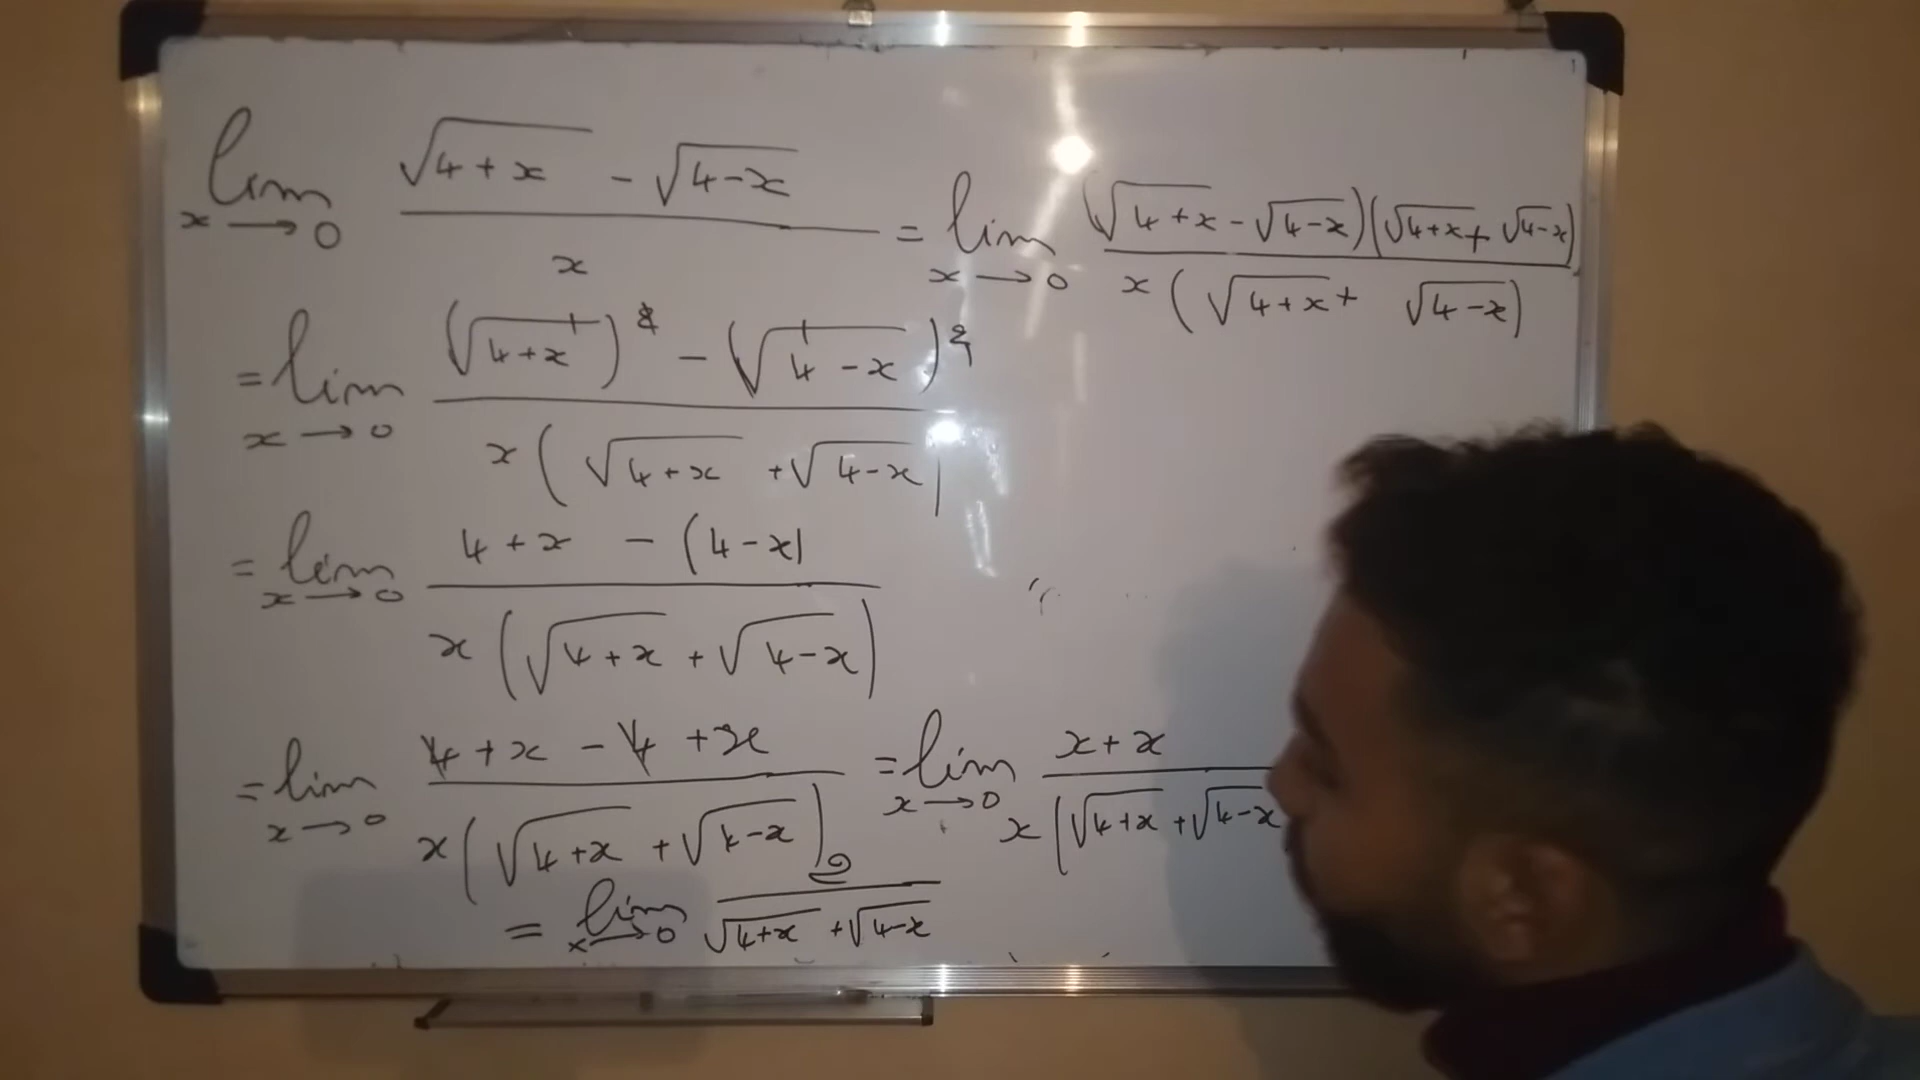 lim x→0 (√(4+x) - √(4-x)) / x = lim x→0 (√(4+x) - √(4-x))(√(4+x) + √(4-x)) / x(√(4+x) + √(4-x))
= lim x→0 ((√(4+x))² - (√(4-x))²) / x(√(4+x) + √(4-x))
= lim x→0 (4+x - (4-x)) / x(√(4+x) + √(4-x))
= lim x→0 (4+x - 4+x) / x(√(4+x) + √(4-x)) = lim x→0 (x+x) / x(√(4+x) + √(4-x)
= lim x→0 2 / (√(4+x) + √(4-x))